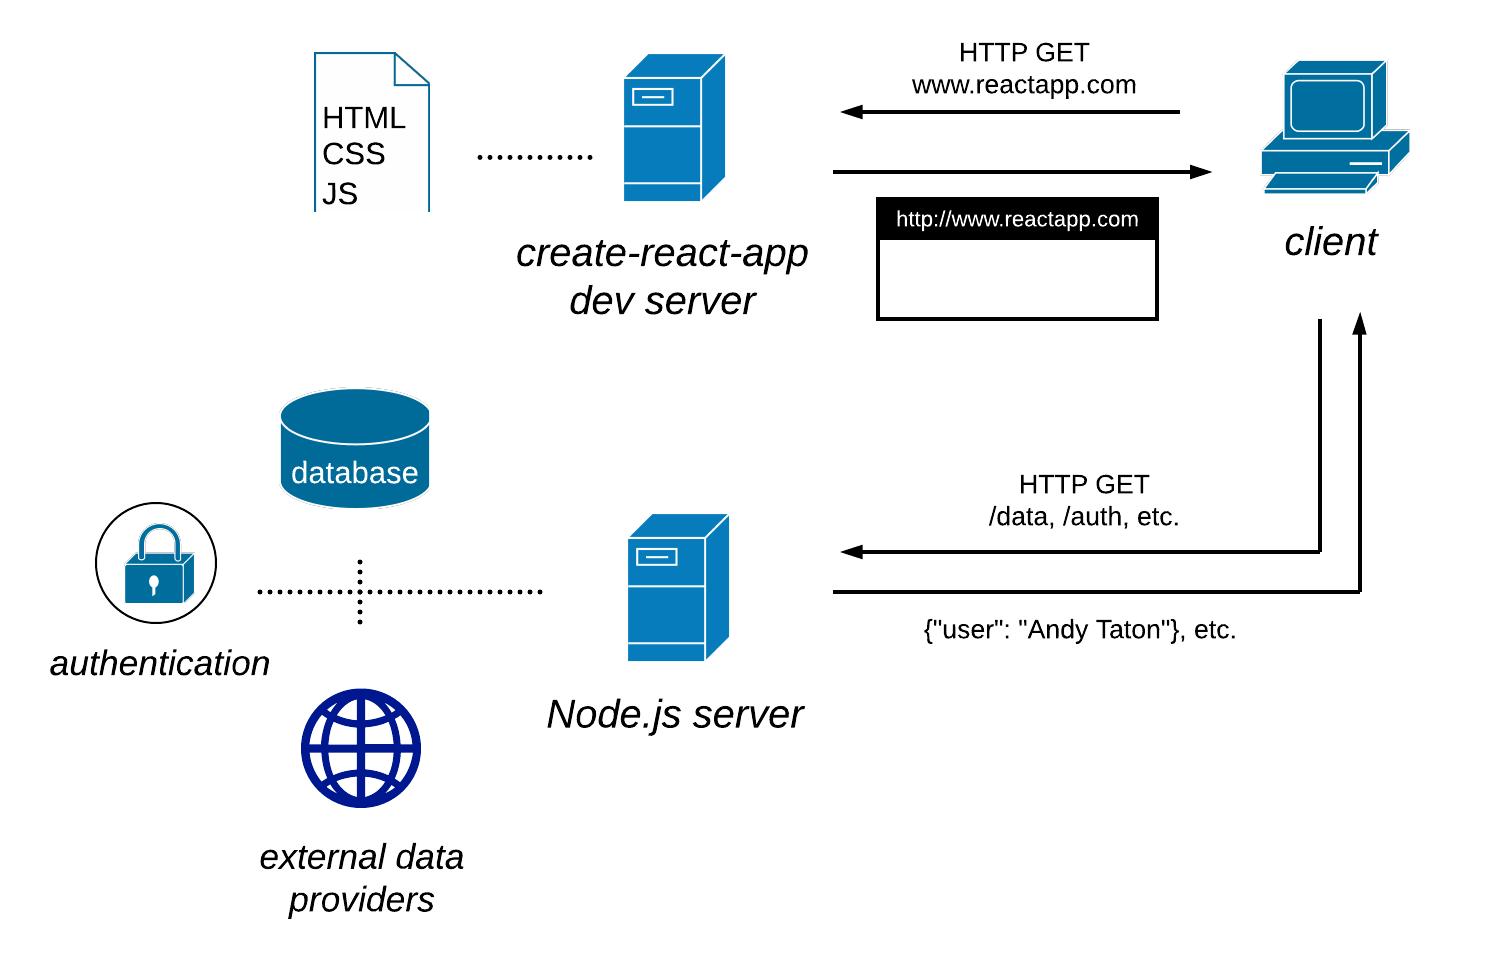 HTML
CSS
JS
create-react-app
dev server
HTTP GET
www.reactapp.com
http://www.reactapp.com
client
database
authentication
external data
providers
Node.js server
HTTP GET
/data, /auth, etc.
{"user": "Andy Taton"}, etc.